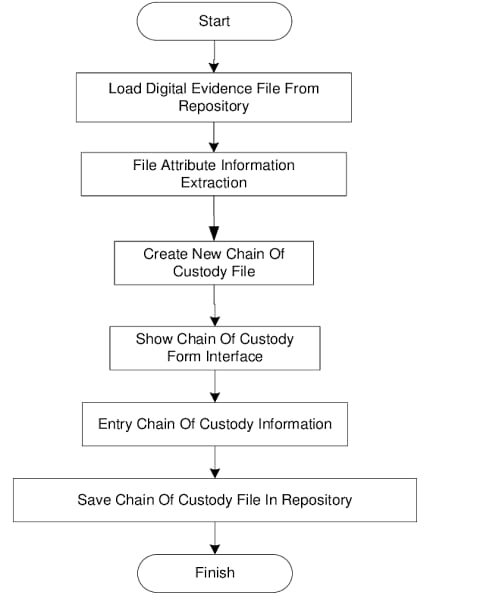 Start
Load Digital Evidence File From
Repository
File Attribute Information
Extraction
Create New Chain Of
Custody File
Show Chain Of Custody
Form Interface
Entry Chain Of Custody Information
Save Chain Of Custody File In Repository
Finish